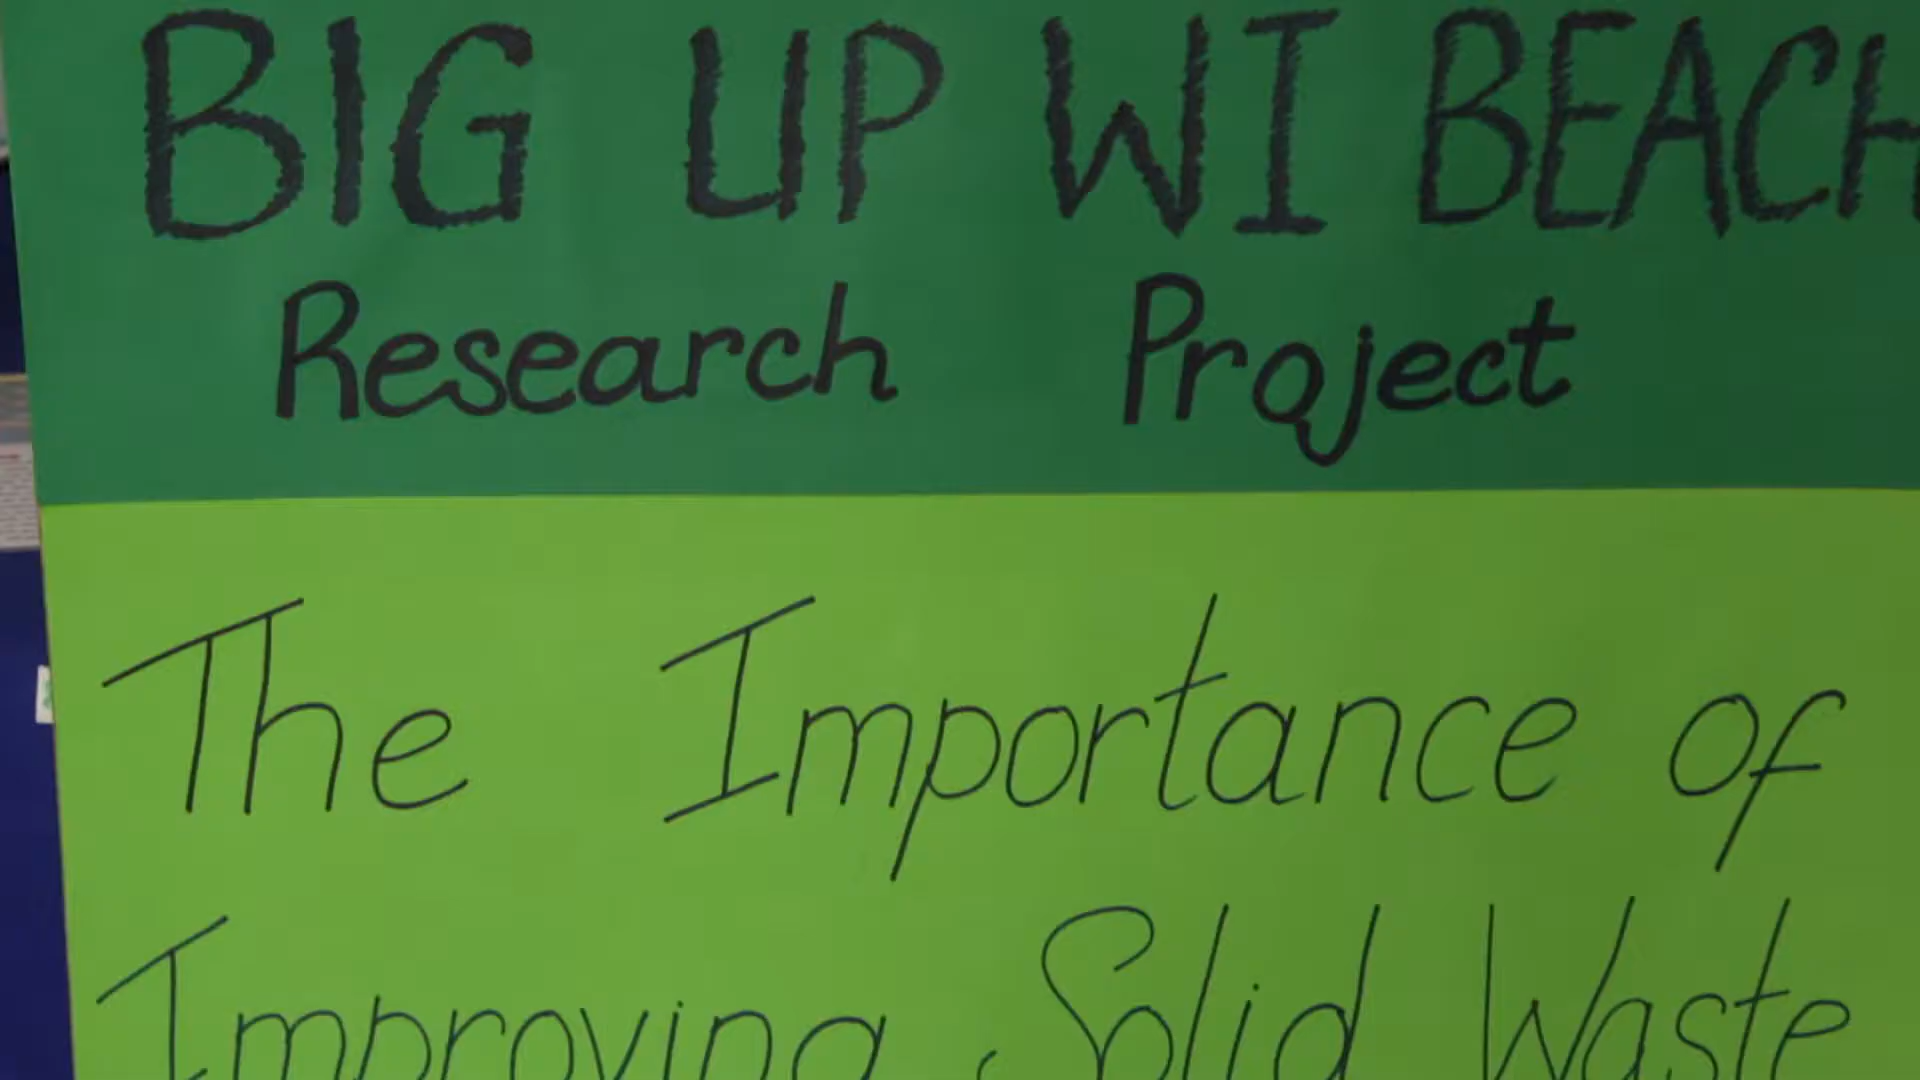 BIG UP WI BEACH
Research Project
The Importance of
Improving Solid Waste